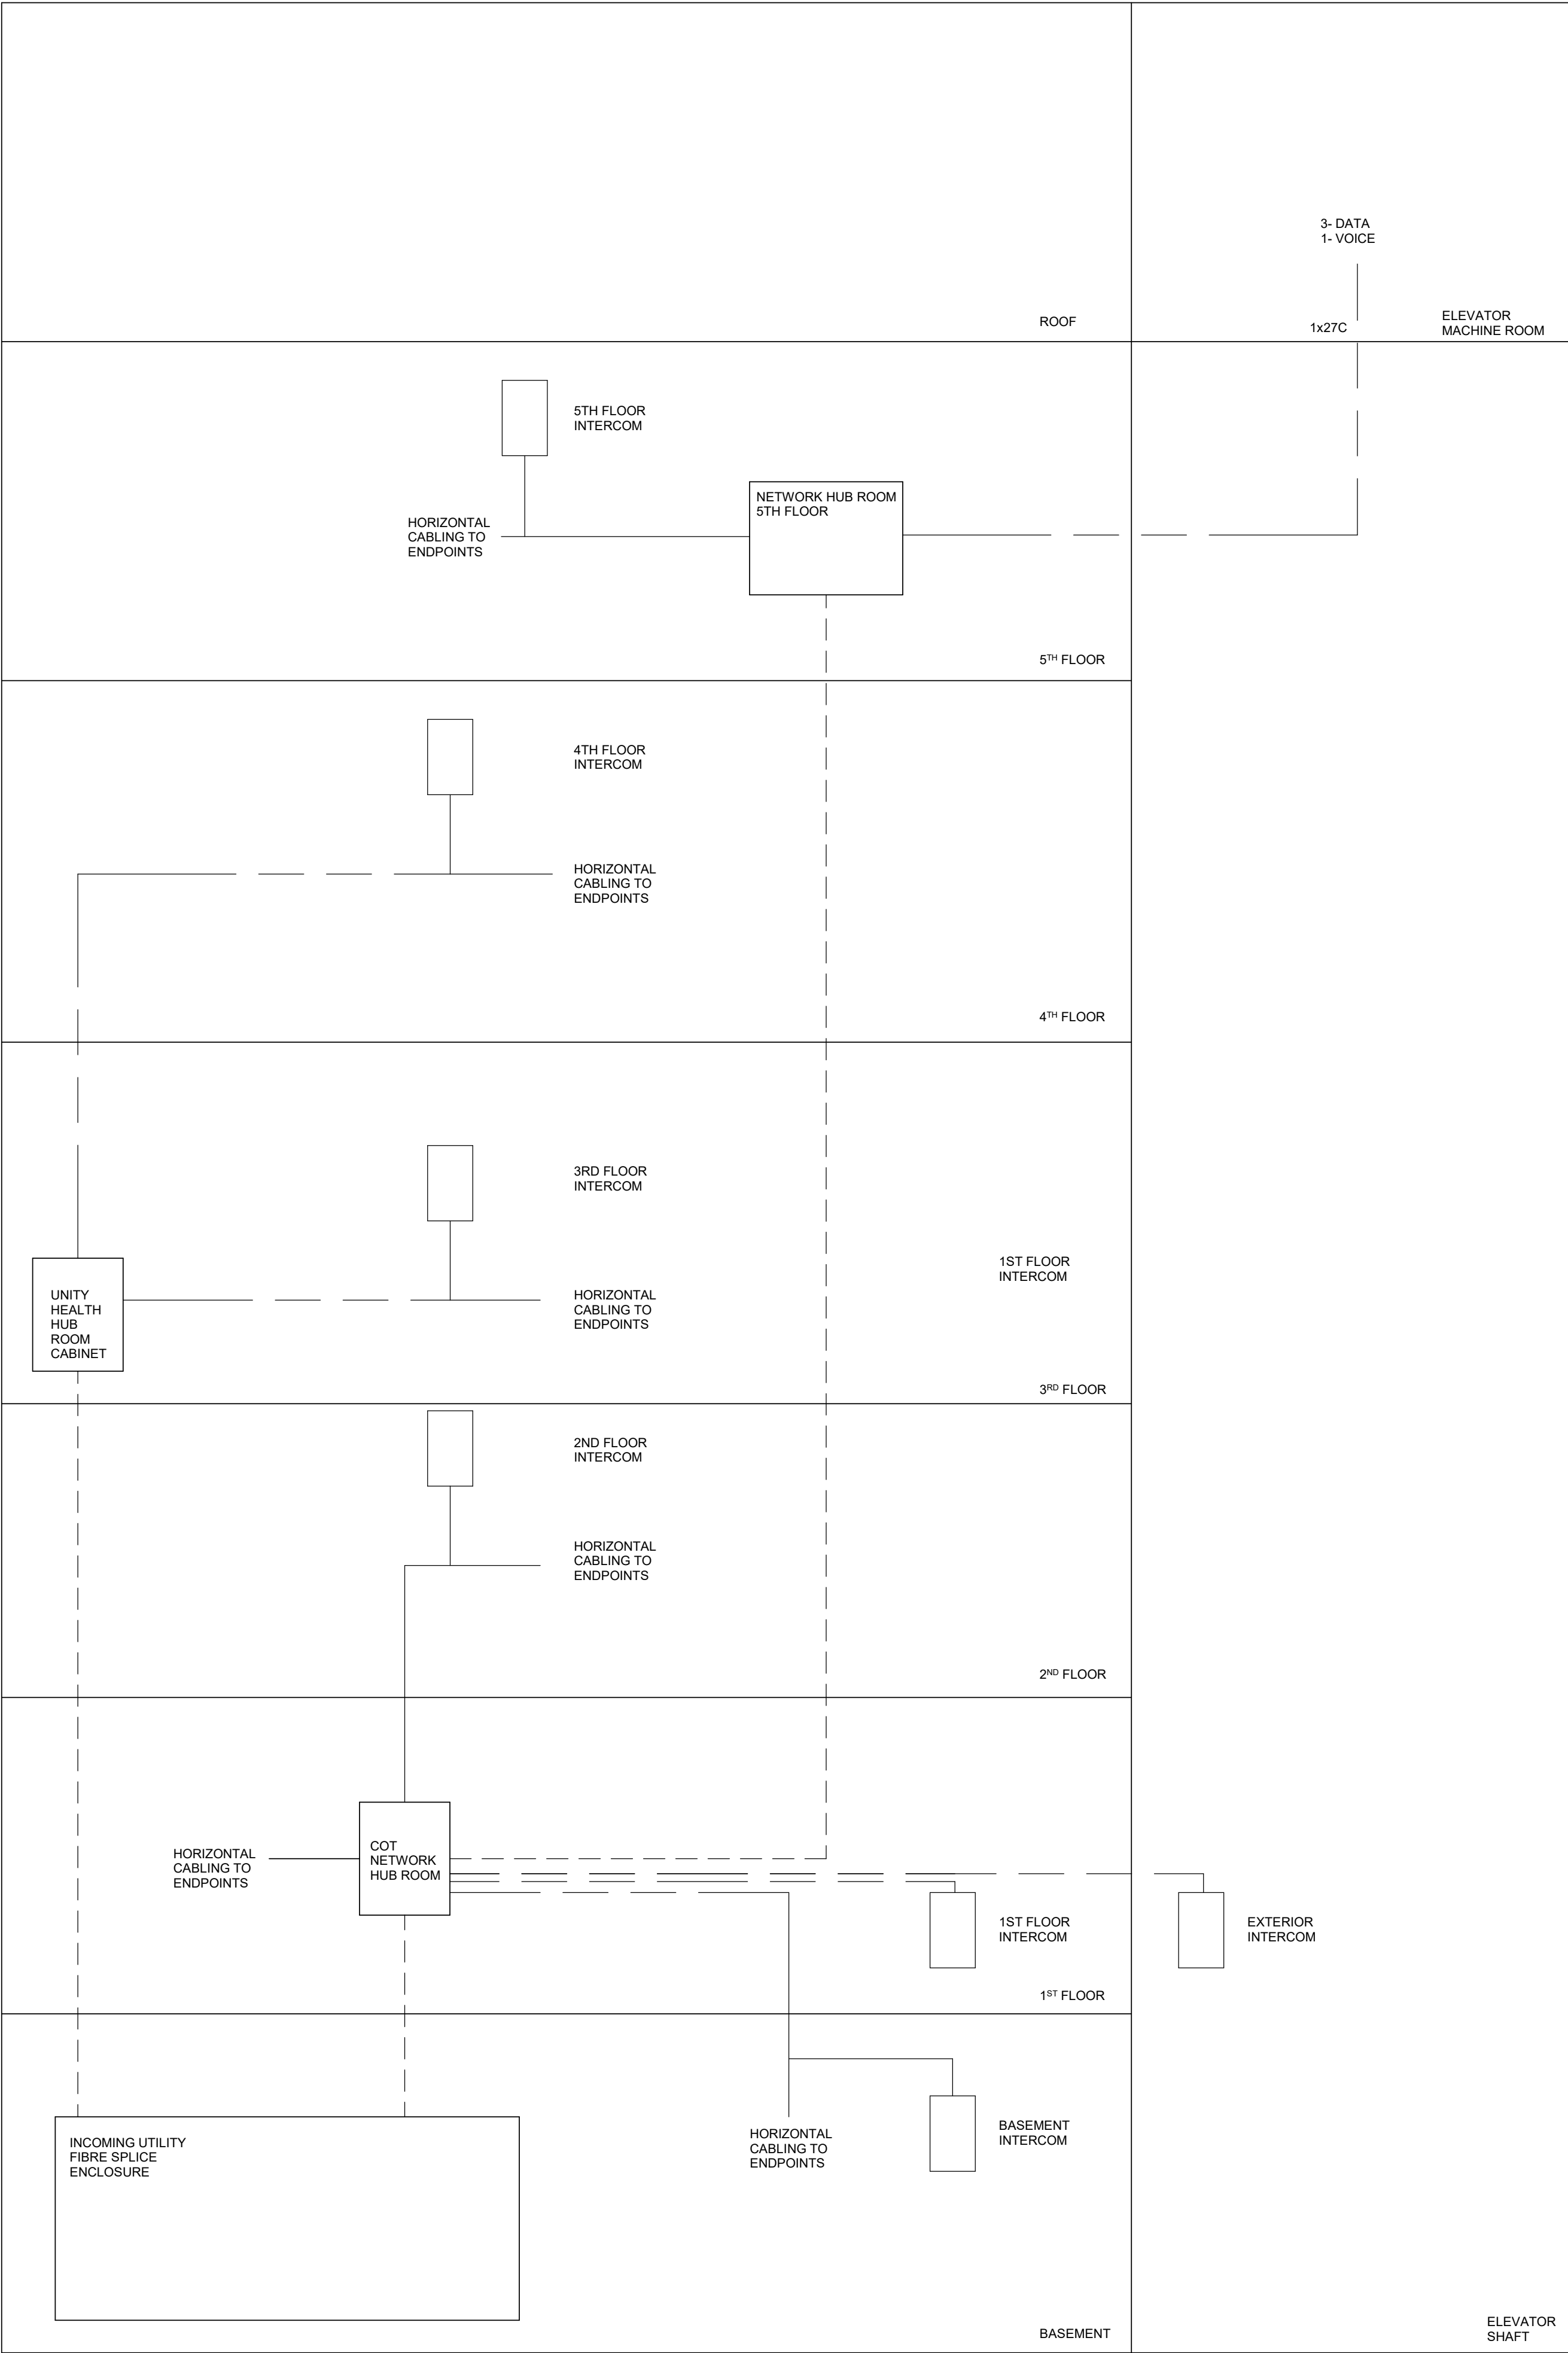 3- DATA
1- VOICE
ROOF
1x27C
ELEVATOR
MACHINE ROOM
5TH FLOOR
INTERCOM
NETWORK HUB ROOM
5TH FLOOR
HORIZONTAL
CABLING TO
ENDPOINTS
5TH FLOOR
4TH FLOOR
INTERCOM
HORIZONTAL
CABLING TO
ENDPOINTS
4TH FLOOR
3RD FLOOR
INTERCOM
1ST FLOOR
INTERCOM
UNITY
HEALTH
HUB
ROOM
CABINET
HORIZONTAL
CABLING TO
ENDPOINTS
3RD FLOOR
2ND FLOOR
INTERCOM
HORIZONTAL
CABLING TO
ENDPOINTS
2ND FLOOR
HORIZONTAL
CABLING TO
ENDPOINTS
COT
NETWORK
HUB ROOM
1ST FLOOR
INTERCOM
EXTERIOR
INTERCOM
1ST FLOOR
INCOMING UTILITY
FIBRE SPLICE
ENCLOSURE
HORIZONTAL
CABLING TO
ENDPOINTS
BASEMENT
INTERCOM
BASEMENT
ELEVATOR
SHAFT